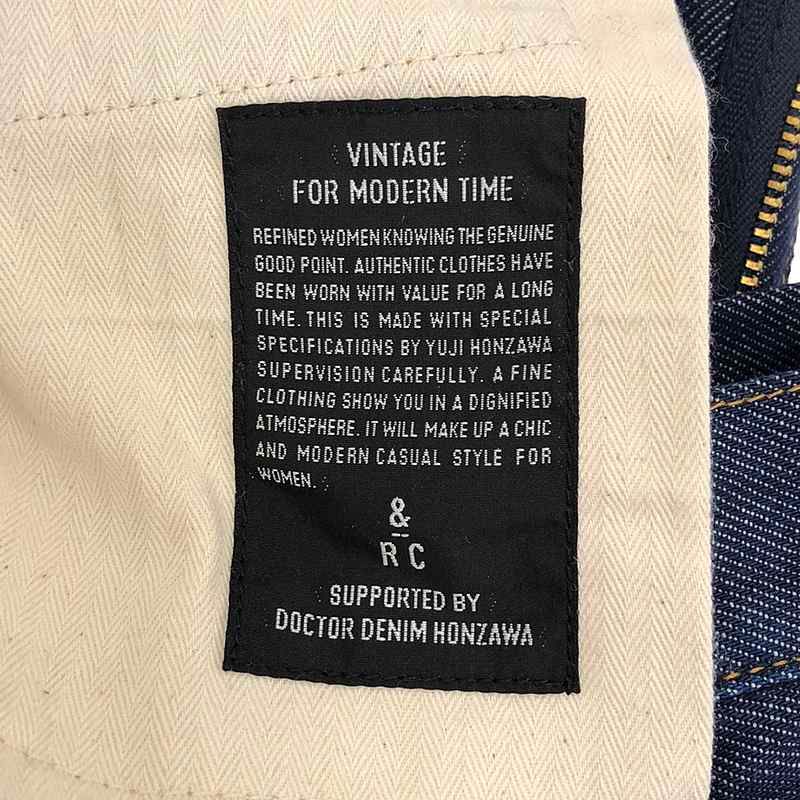 VINTAGE
FOR MODERN TIME
REFINED WOMEN KNOWING THE GENUINE
GOOD POINT. AUTHENTIC CLOTHES HAVE
BEEN WORN WITH VALUE FOR A LONG
TIME. THIS IS MADE WITH SPECIAL
SPECIFICATIONS BY YUJI HONZAWA
SUPERVISION CAREFULLY. A FINE
CLOTHING SHOW YOU IN A DIGNIFIED
ATMOSPHERE. IT WILL MAKE UP A CHIC
AND MODERN CASUAL STYLE FOR
WOMEN.
&
RC
SUPPORTED BY
DOCTOR DENIM HONZAWA